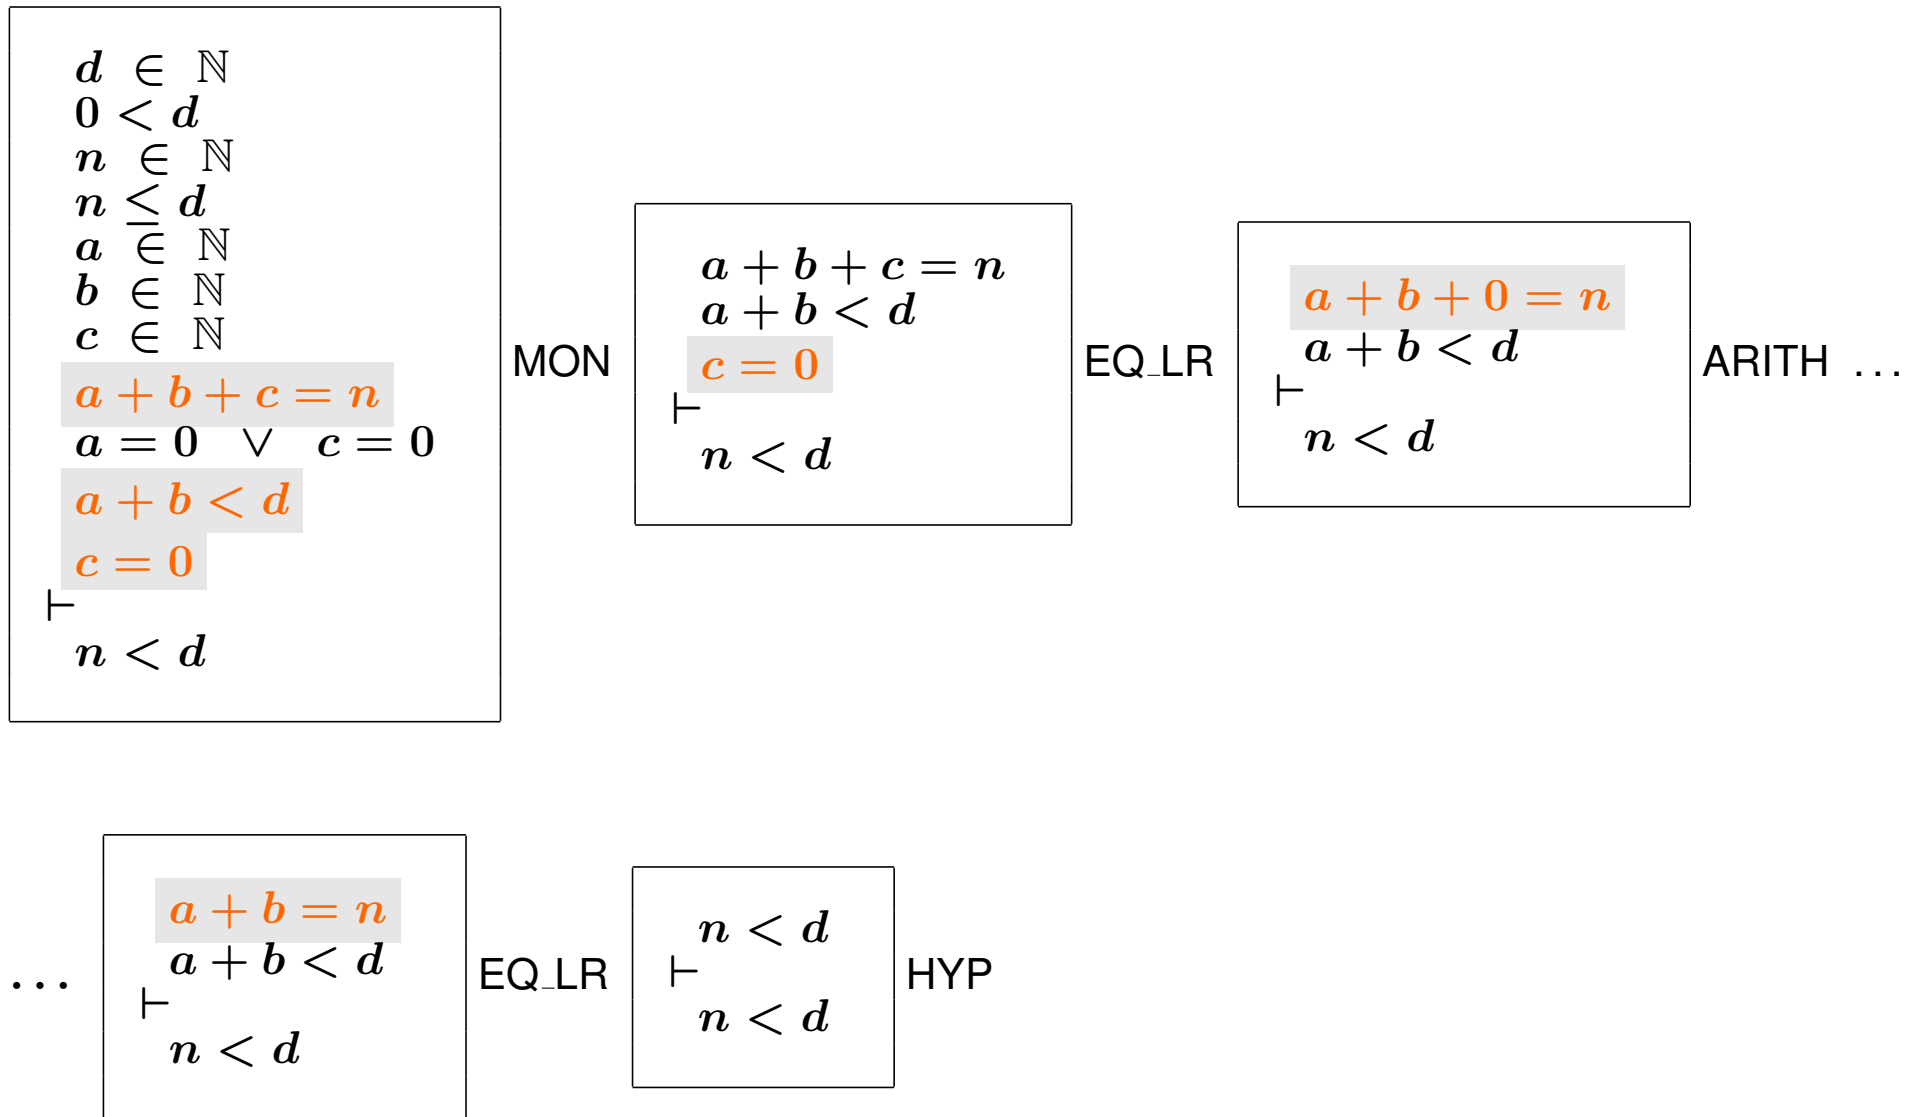 d ∈ ℕ
0 < d
n ∈ ℕ
n ≤ d
a ∈ ℕ
b ∈ ℕ
c ∈ ℕ
a + b + c = n
a = 0 ∨ c = 0
a + b < d
c = 0
⊢
n < d
MON
a + b + c = n
a + b < d
c = 0
⊢
n < d
EQ_LR
a + b + 0 = n
a + b < d
⊢
n < d
ARITH ...
...
a + b = n
a + b < d
⊢
n < d
EQ_LR
n < d
⊢
n < d
HYP